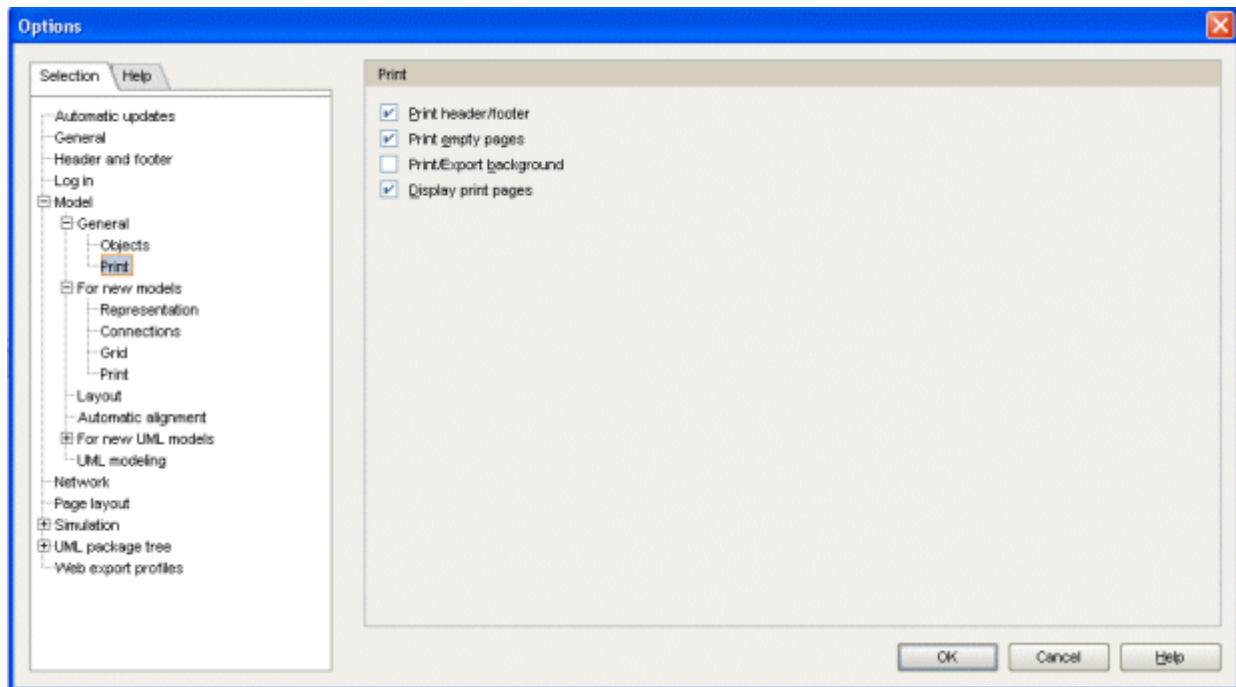 Options
Selection
Help
Automatic updates
General
Header and footer
Log in
Model
General
Objects
Print
For new models
Representation
Connections
Grid
Print
Layout
Automatic alignment
For new UML models
UML modeling
Network
Page layout
Simulation
UML package tree
Web export profiles
Print
Print header/footer
Print empty pages
Print/Export background
Display print pages
OK
Cancel
Help